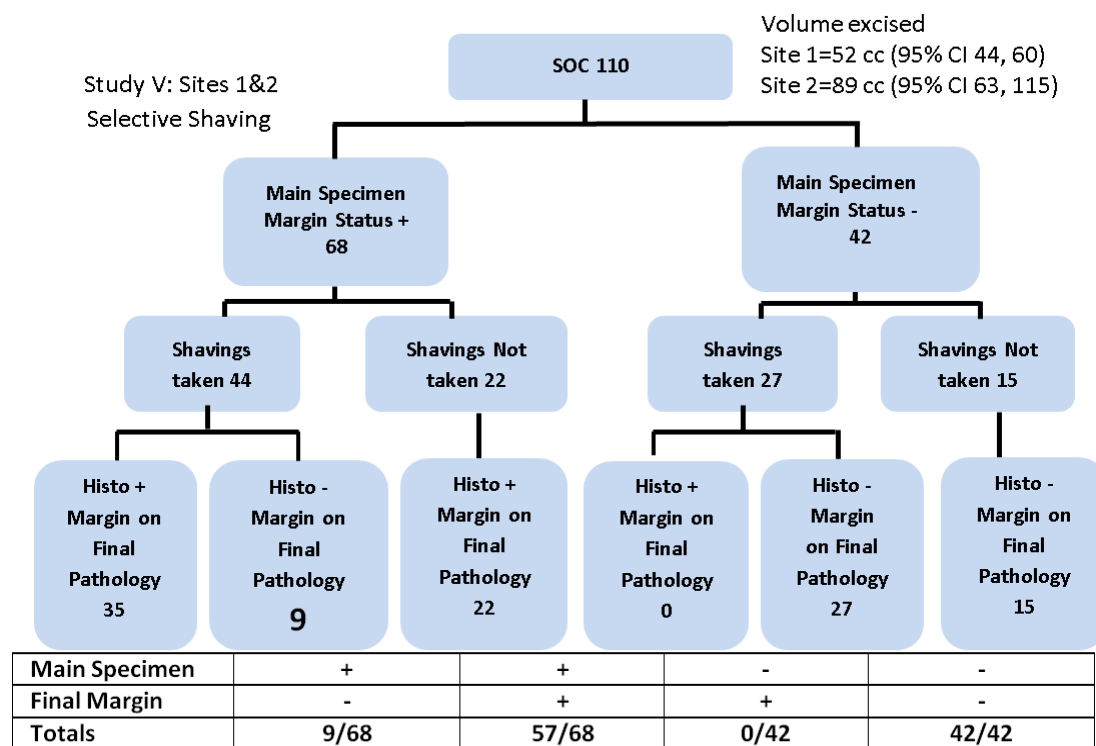 Volume excised
Site 1=52 cc (95% CI 44, 60)
Site 2=89 cc (95% CI 63, 115)
SOC 110
Study V: Sites 1&2
Selective Shaving
Main Specimen
Margin Status +
68
Main Specimen
Margin Status -
42
Shavings
taken 44
Shavings Not
taken 22
Shavings
taken 27
Shavings Not
taken 15
Histo +
Margin on
Final
Pathology
35
Histo -
Margin on
Final
Pathology
9
Histo +
Margin on
Final
Pathology
22
Histo +
Margin on
Final
Pathology
0
Histo -
Margin
on Final
Pathology
27
Histo -
Margin on
Final
Pathology
15
Main Specimen + + - -
Final Margin - + + -
Totals 9/68 57/68 0/42 42/42